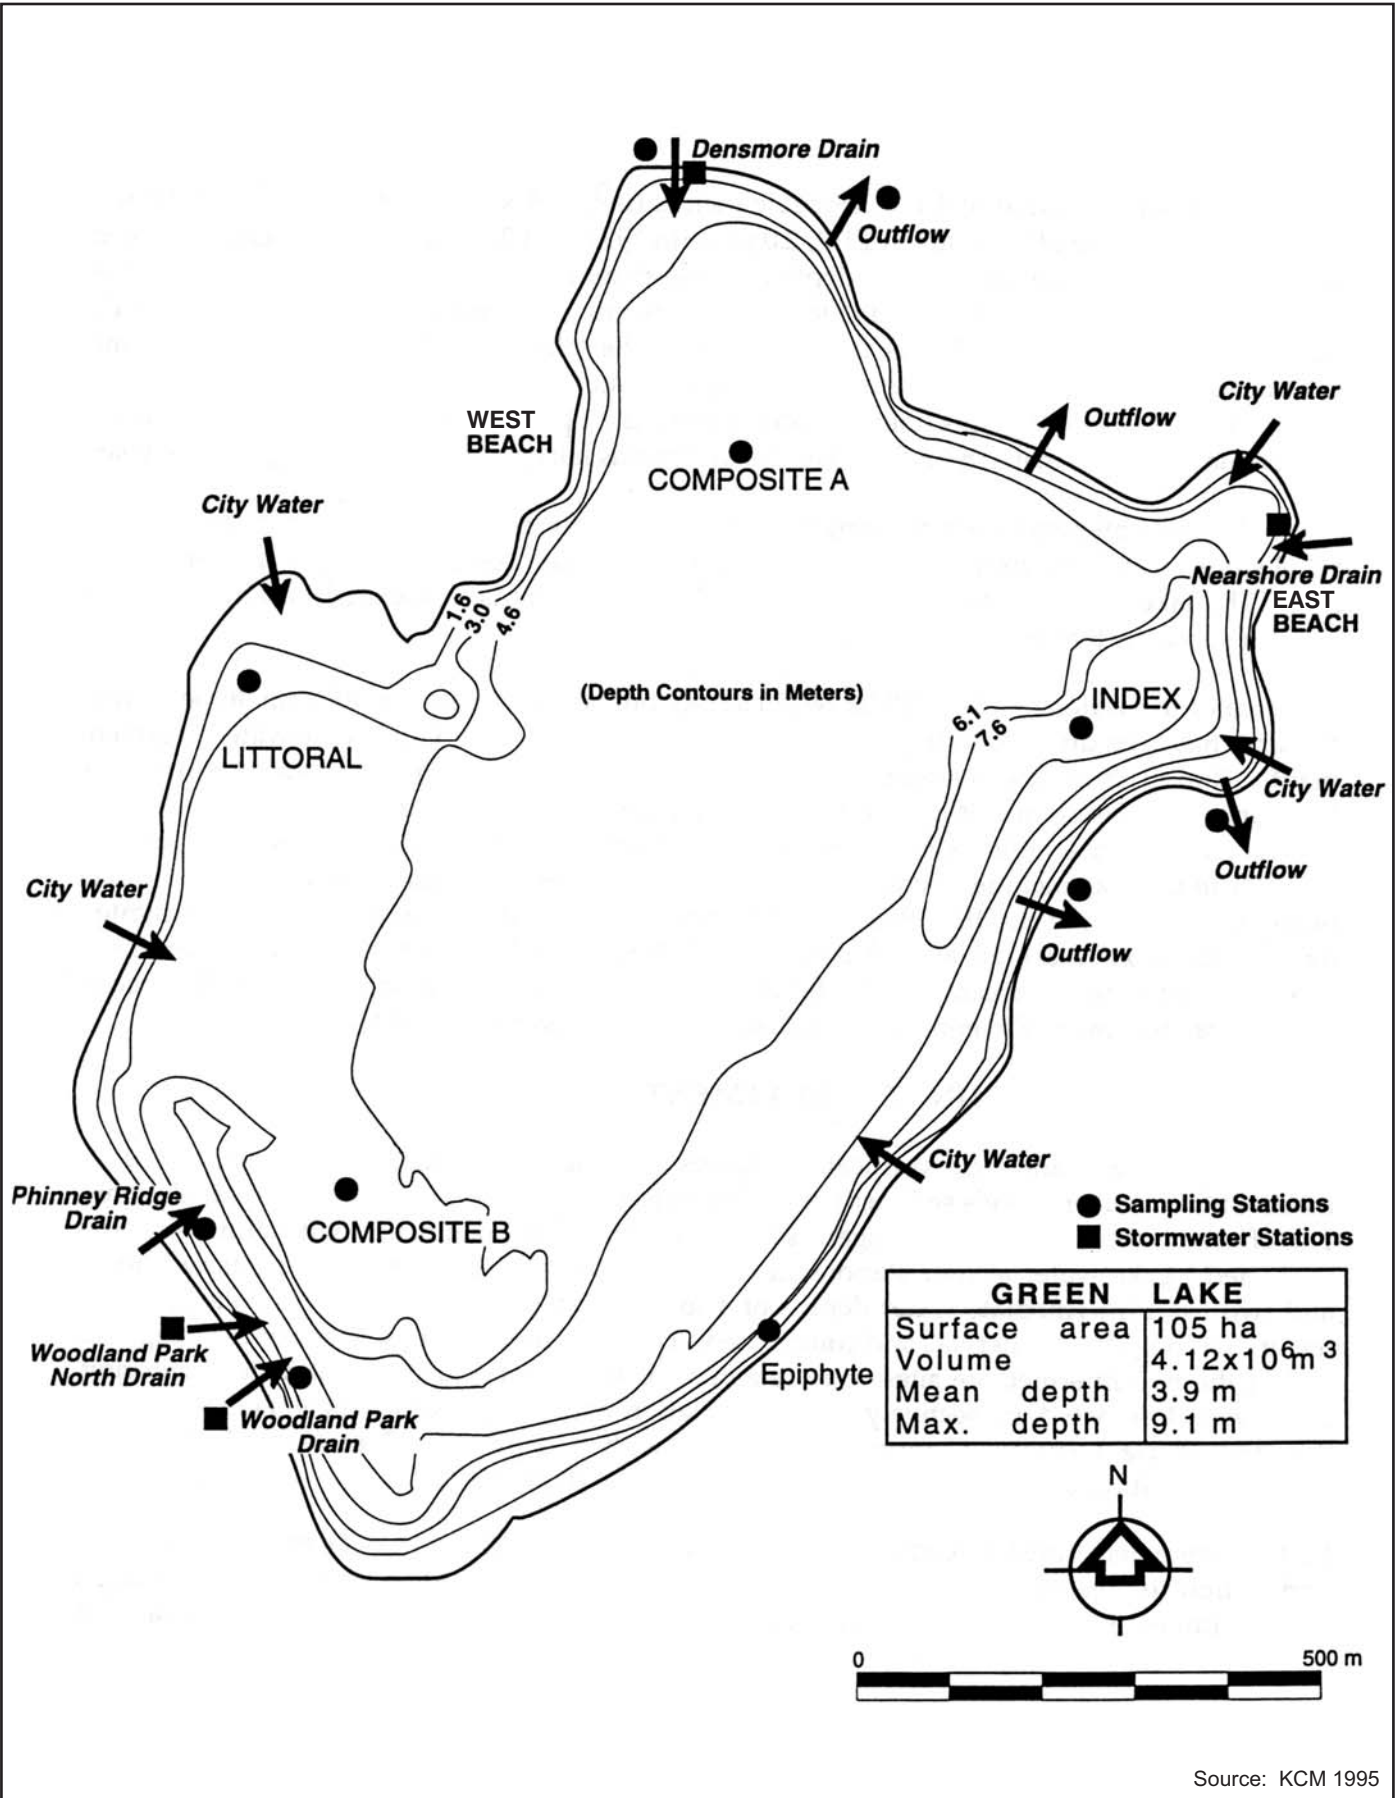 Densmore Drain
Outflow
City Water
Outflow
WEST
BEACH
COMPOSITE A
City Water
Nearshore Drain
EAST
BEACH
1.6
3.0
4.6
(Depth Contours in Meters)
INDEX
6.1
7.6
LITTORAL
City Water
Outflow
City Water
Outflow
City Water
Phinney Ridge
Drain
COMPOSITE B
Sampling Stations
Stormwater Stations
GREEN LAKE
Surface area 105 ha
Volume 4.12x10⁶m³
Mean depth 3.9 m
Max. depth 9.1 m
Woodland Park
North Drain
Epiphyte
Woodland Park
Drain
N
0 500 m
Source: KCM 1995